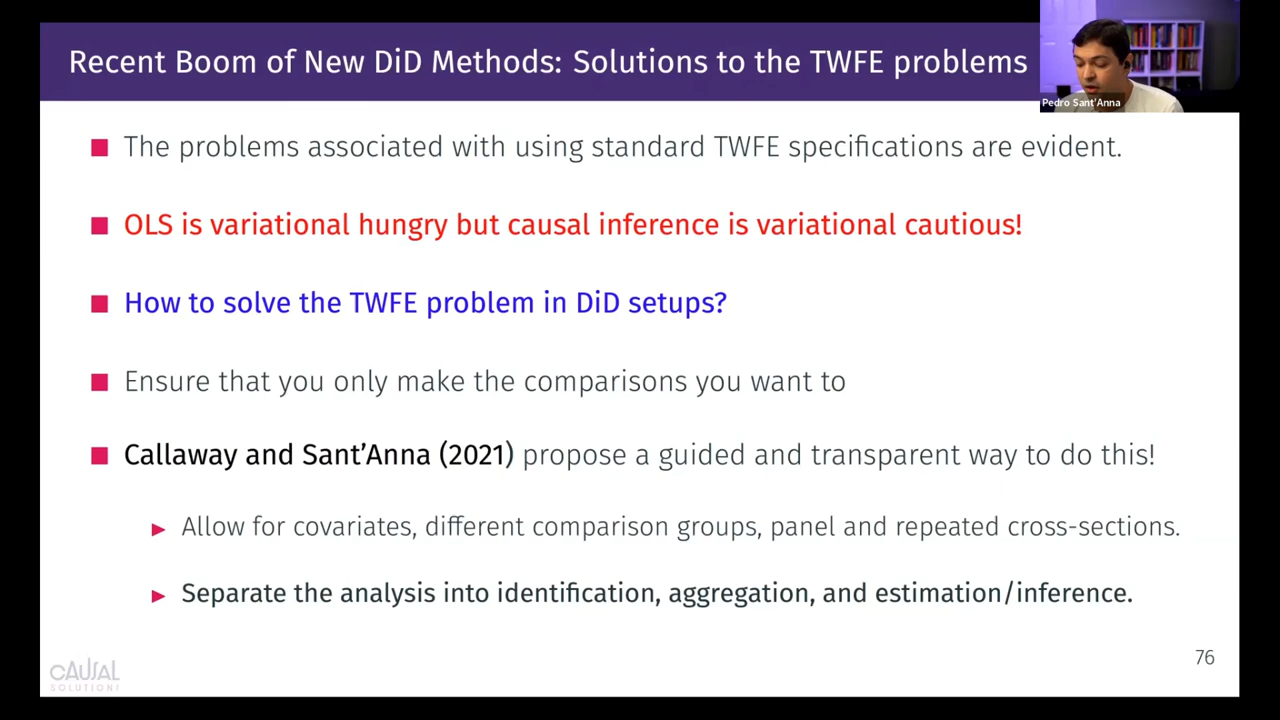 Recent Boom of New DiD Methods: Solutions to the TWFE problems
Pedro Sant'Anna
The problems associated with using standard TWFE specifications are evident.
OLS is variational hungry but causal inference is variational cautious!
How to solve the TWFE problem in DiD setups?
Ensure that you only make the comparisons you want to
Callaway and Sant'Anna (2021) propose a guided and transparent way to do this!
Allow for covariates, different comparison groups, panel and repeated cross-sections.
Separate the analysis into identification, aggregation, and estimation/inference.
76
CAUSAL
SOLUTIONS